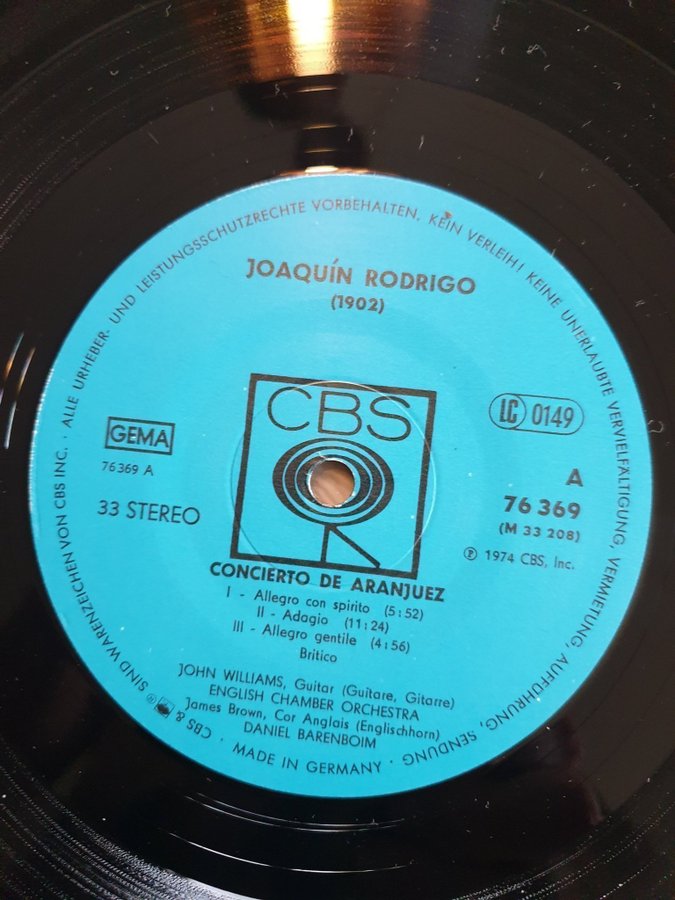 ALLE URHEBER- UND LEISTUNGSSCHUTZRECHTE VORBEHALTEN. KEIN VERLEIH! KEINE UNERLAUBTE VERVIELFÄLTIGUNG, VERMIETUNG, AUFFÜHRUNG, SENDUNG
JOAQUÍN RODRIGO
(1902)
CBS
GEMA
76 369 A
33 STEREO
LC 0149
A
76 369
(M 33 208)
℗ 1974 CBS, Inc.
CONCIERTO DE ARANJUEZ
I - Allegro con spirito (5:52)
II - Adagio (11:24)
III - Allegro gentile (4:56)
Britico
JOHN WILLIAMS, Guitar (Guitare, Gitarre)
ENGLISH CHAMBER ORCHESTRA
James Brown, Cor Anglais (Englischhorn)
DANIEL BARENBOIM
CBS & ® SIND WARENZEICHEN VON CBS INC. · MADE IN GERMANY ·